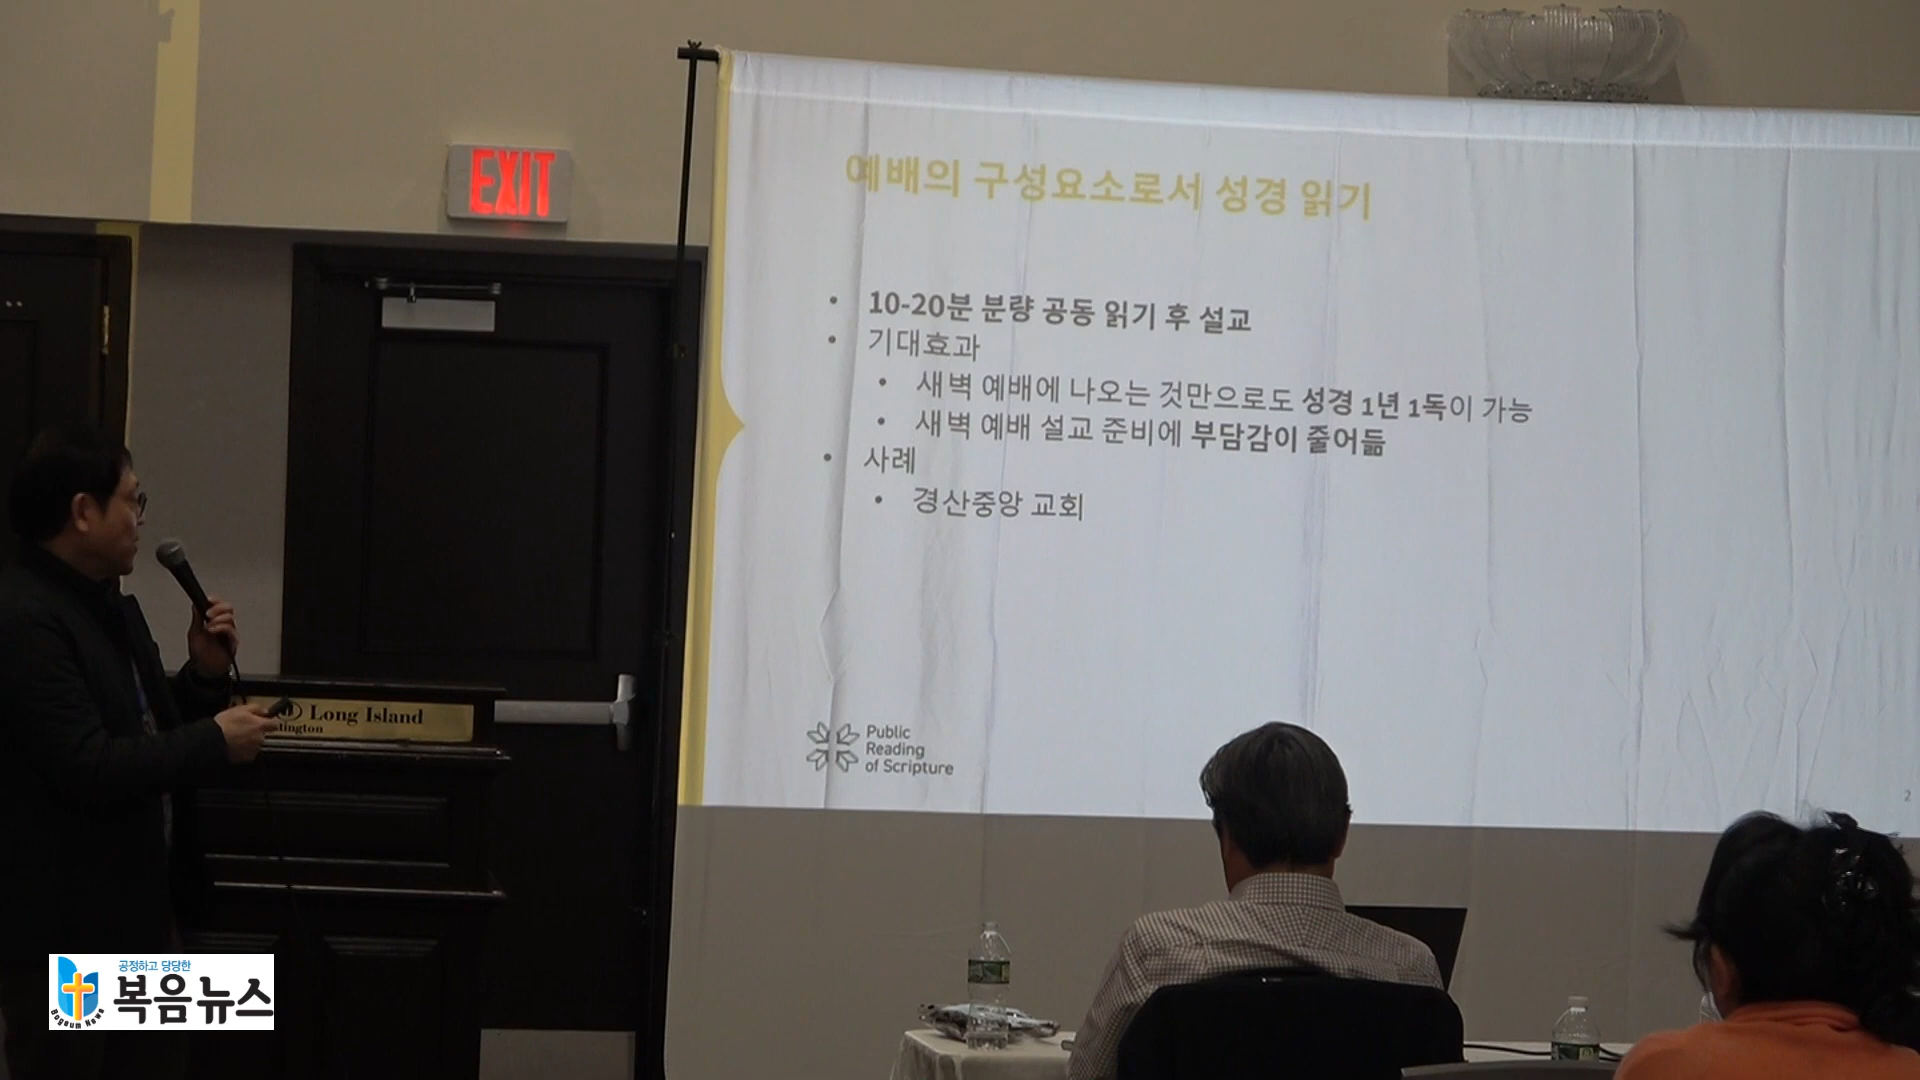 EXIT
예배의 구성요소로서 성경 읽기
• 10-20분 분량 공동 읽기 후 설교
• 기대효과
• 새벽 예배에 나오는 것만으로도 성경 1년 1독이 가능
• 새벽 예배 설교 준비에 부담감이 줄어듦
• 사례
• 경산중앙 교회
Long Island
Public
Reading
of Scripture
2
공정하고 당당한
복음뉴스
Bogeum News